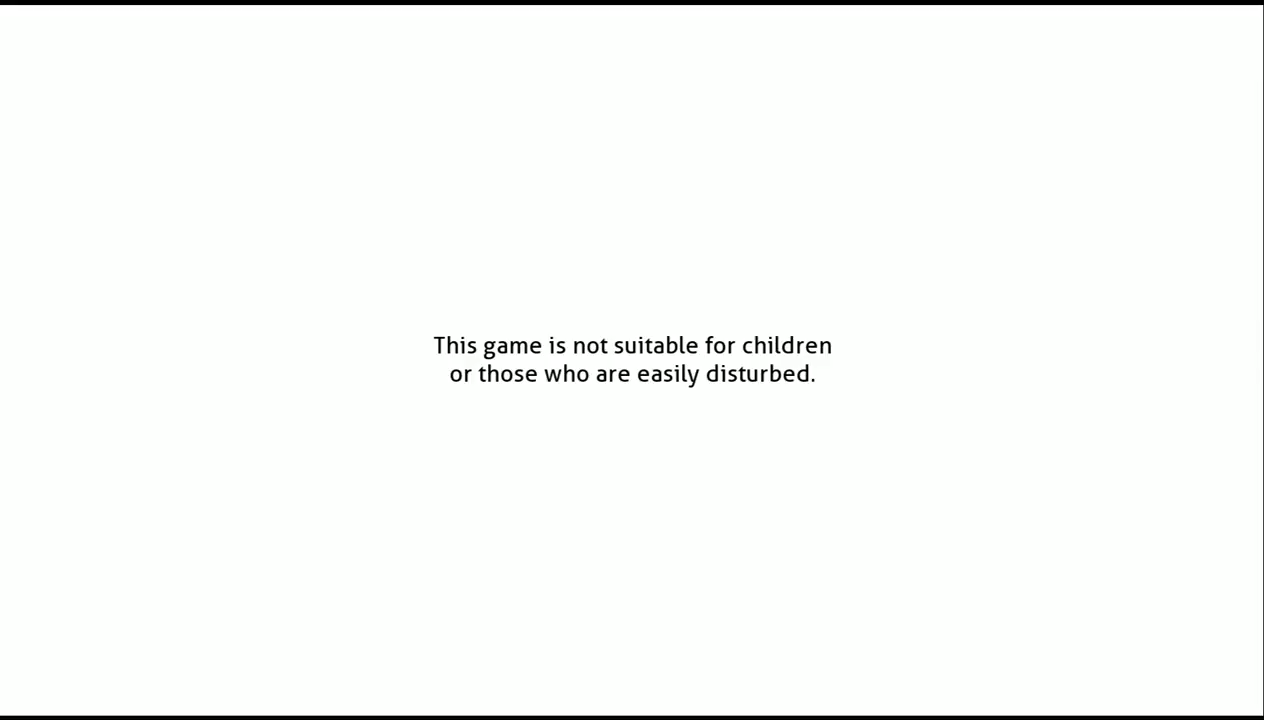 This game is not suitable for children
or those who are easily disturbed.